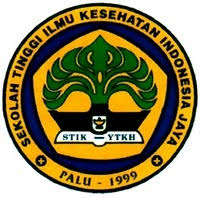 SEKOLAH TINGGI ILMU KESEHATAN INDONESIA JAYA
STIK YTKH
PALU - 1999